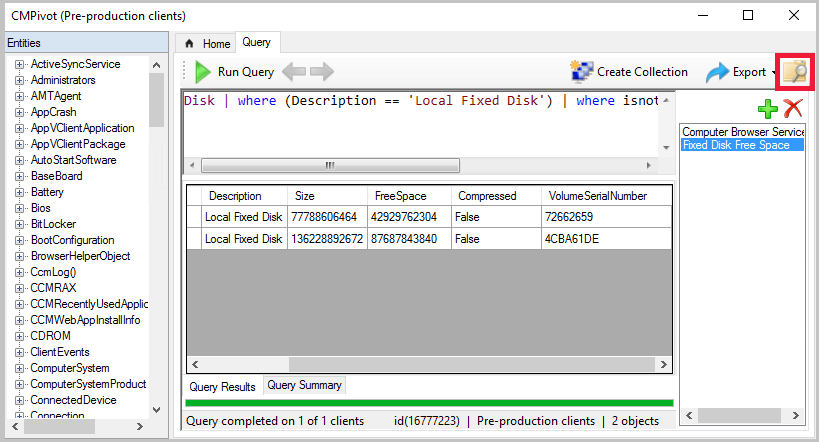 CMPivot (Pre-production clients)
Entities
ActiveSyncService
Administrators
AMTAgent
AppCrash
AppVClientApplication
AppVClientPackage
AutoStartSoftware
BaseBoard
Battery
Bios
BitLocker
BootConfiguration
BrowserHelperObject
CcmLog()
CCMRAX
CCMRecentlyUsedApplic
CCMWebAppInstallInfo
CDROM
ClientEvents
ComputerSystem
ComputerSystemProduct
ConnectedDevice
Connection
Home Query
Run Query Create Collection Export
Disk | where (Description == 'Local Fixed Disk') | where isnot
Description Size FreeSpace Compressed VolumeSerialNumber
Local Fixed Disk 77788606464 42929762304 False 72662659
Local Fixed Disk 136228892672 87687843840 False 4CBA61DE
Query Results Query Summary
Query completed on 1 of 1 clients id(16777223) | Pre-production clients | 2 objects
Computer Browser Service
Fixed Disk Free Space